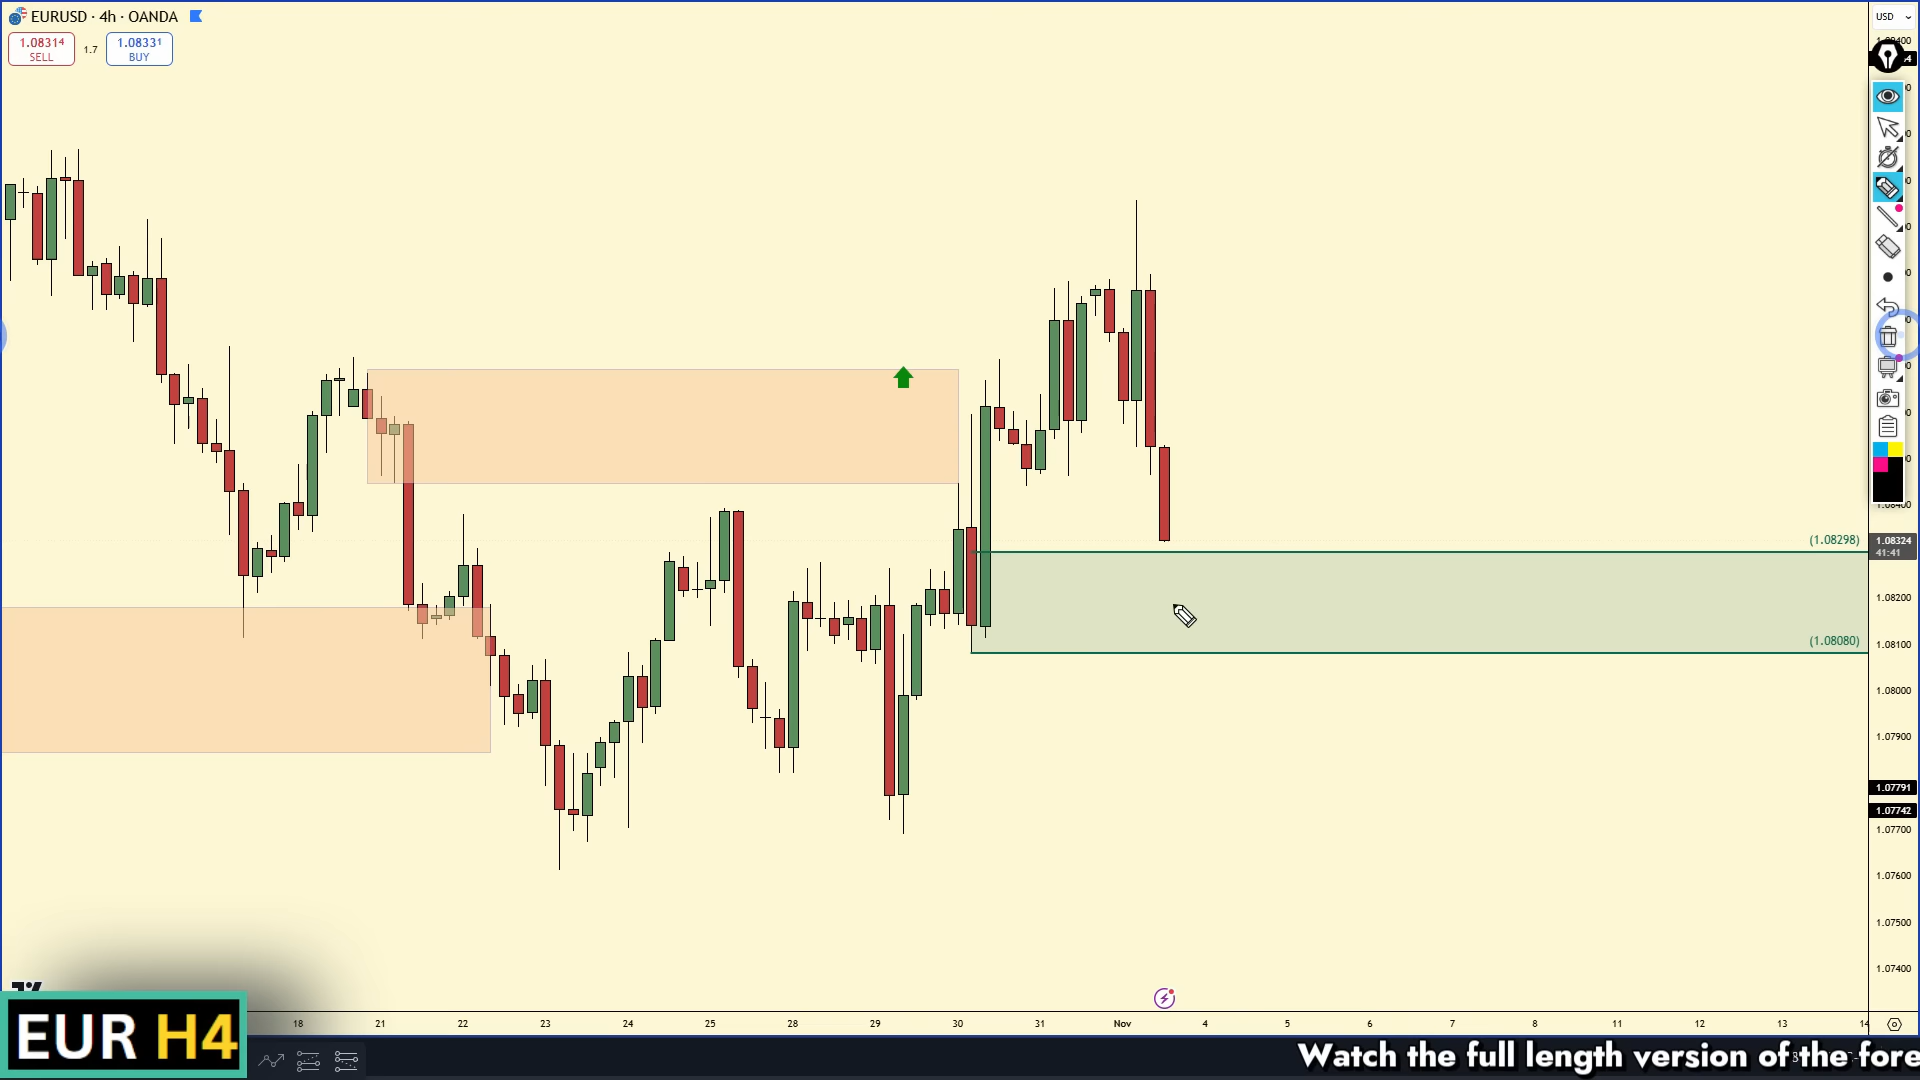 EURUSD · 4h · OANDA
USD
1.08314
SELL
1.7
1.08331
BUY
1.08400
(1.08298)
1.08324
41:41
1.08200
(1.08080)
1.08100
1.08000
1.07900
1.07791
1.07742
1.07700
1.07600
1.07500
1.07400
18 21 22 23 24 25 28 29 30 31 Nov 4 5 6 7 8 11 12 13 14
EUR H4
Watch the full length version of the fore